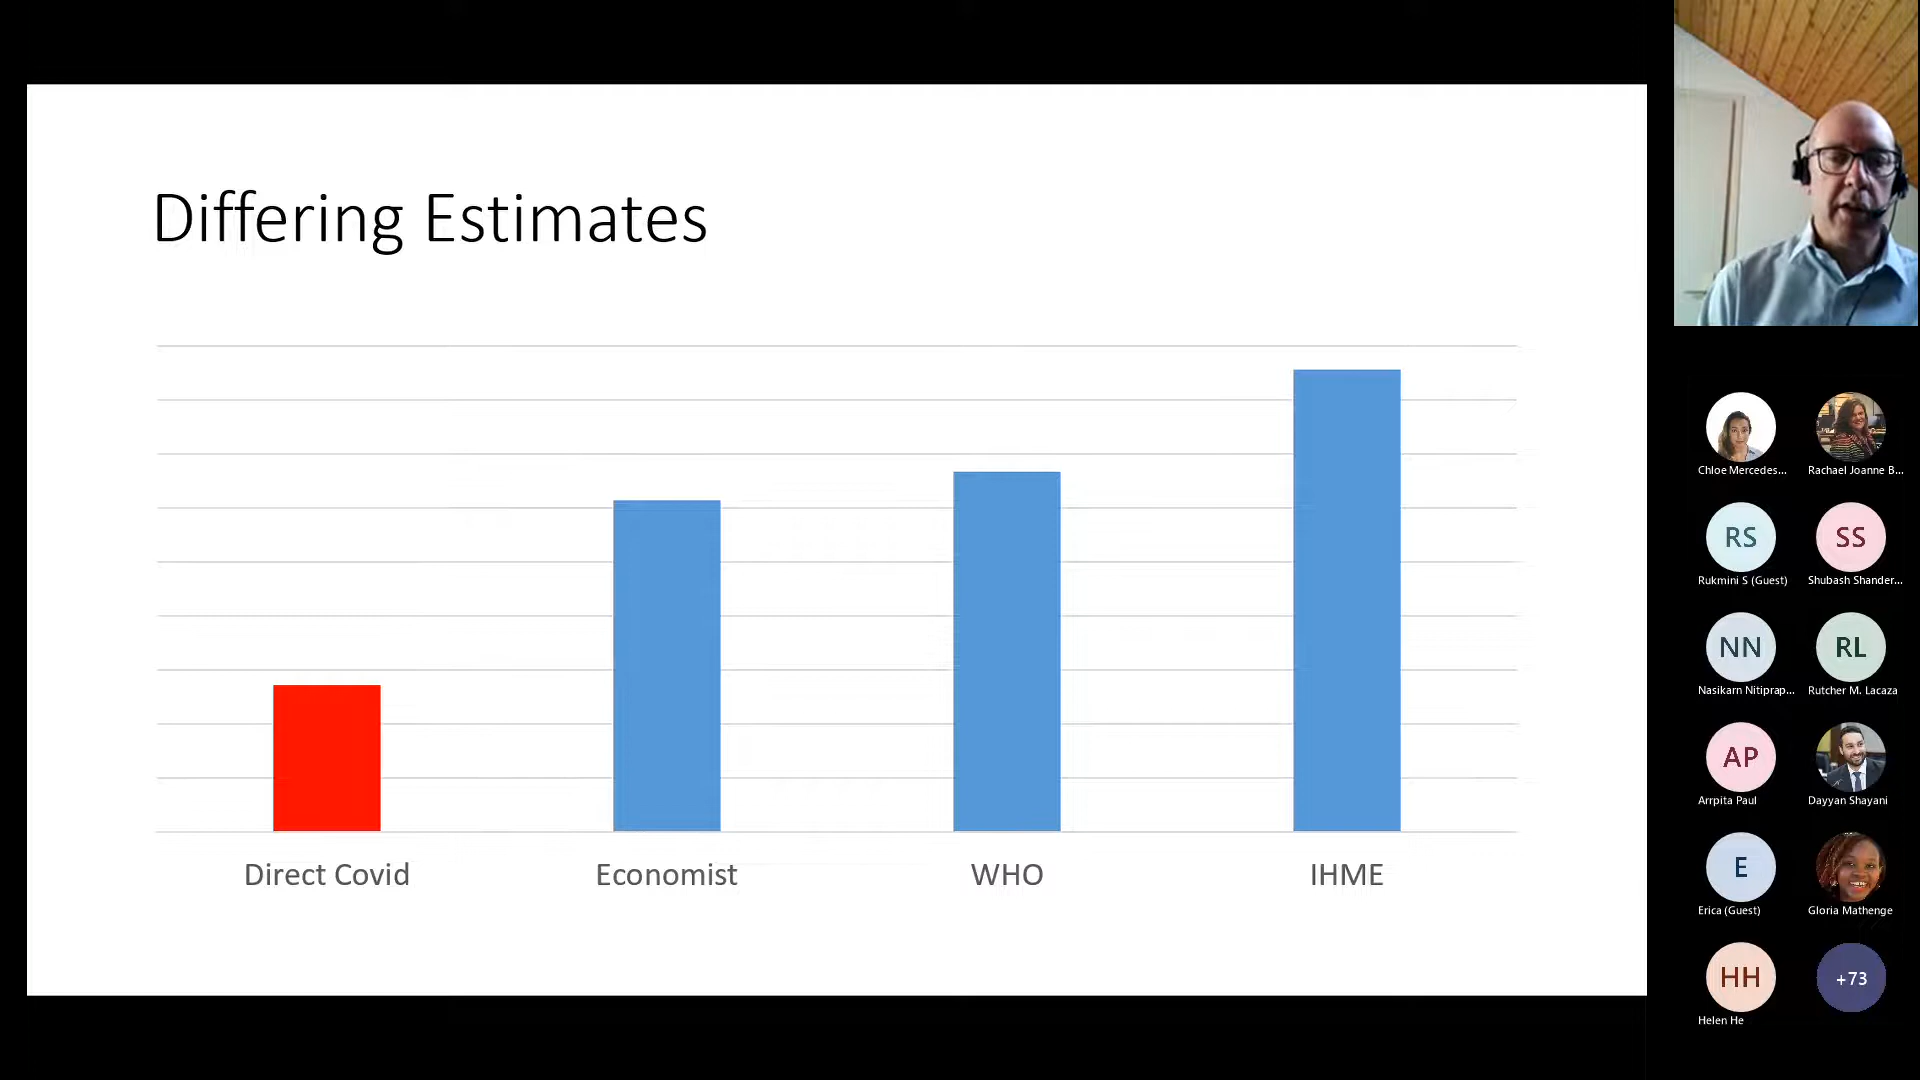 Differing Estimates
Direct Covid
Economist
WHO
IHME
Chloe Mercedes...
Rachael Joanne B...
RS
Rukmini S (Guest)
SS
Shubash Shander...
NN
Nasikarn Nitiprap...
RL
Rutcher M. Lacaza
AP
Arrpita Paul
Dayyan Shayani
E
Erica (Guest)
Gloria Mathenge
HH
Helen He
+73